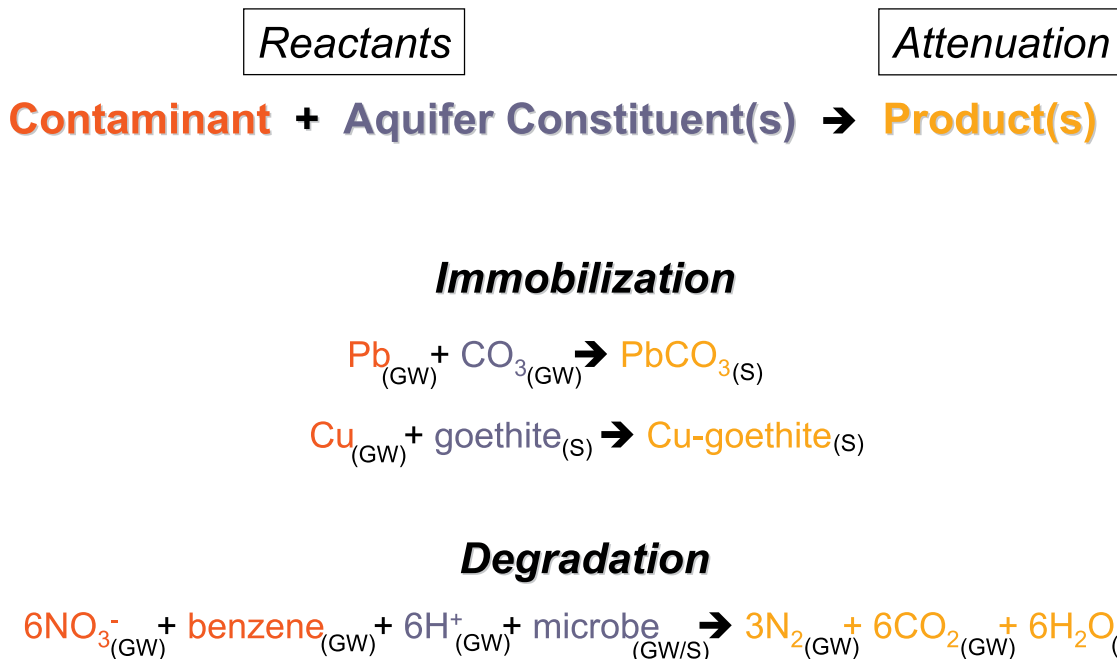 Reactants Attenuation
Contaminant + Aquifer Constituent(s) ➔ Product(s)
Immobilization
Pb(GW) + CO3(GW) ➔ PbCO3(S)
Cu(GW) + goethite(S) ➔ Cu-goethite(S)
Degradation
6NO3-(GW) + benzene(GW) + 6H+(GW) + microbe(GW/S) ➔ 3N2(GW) + 6CO2(GW) + 6H2O(